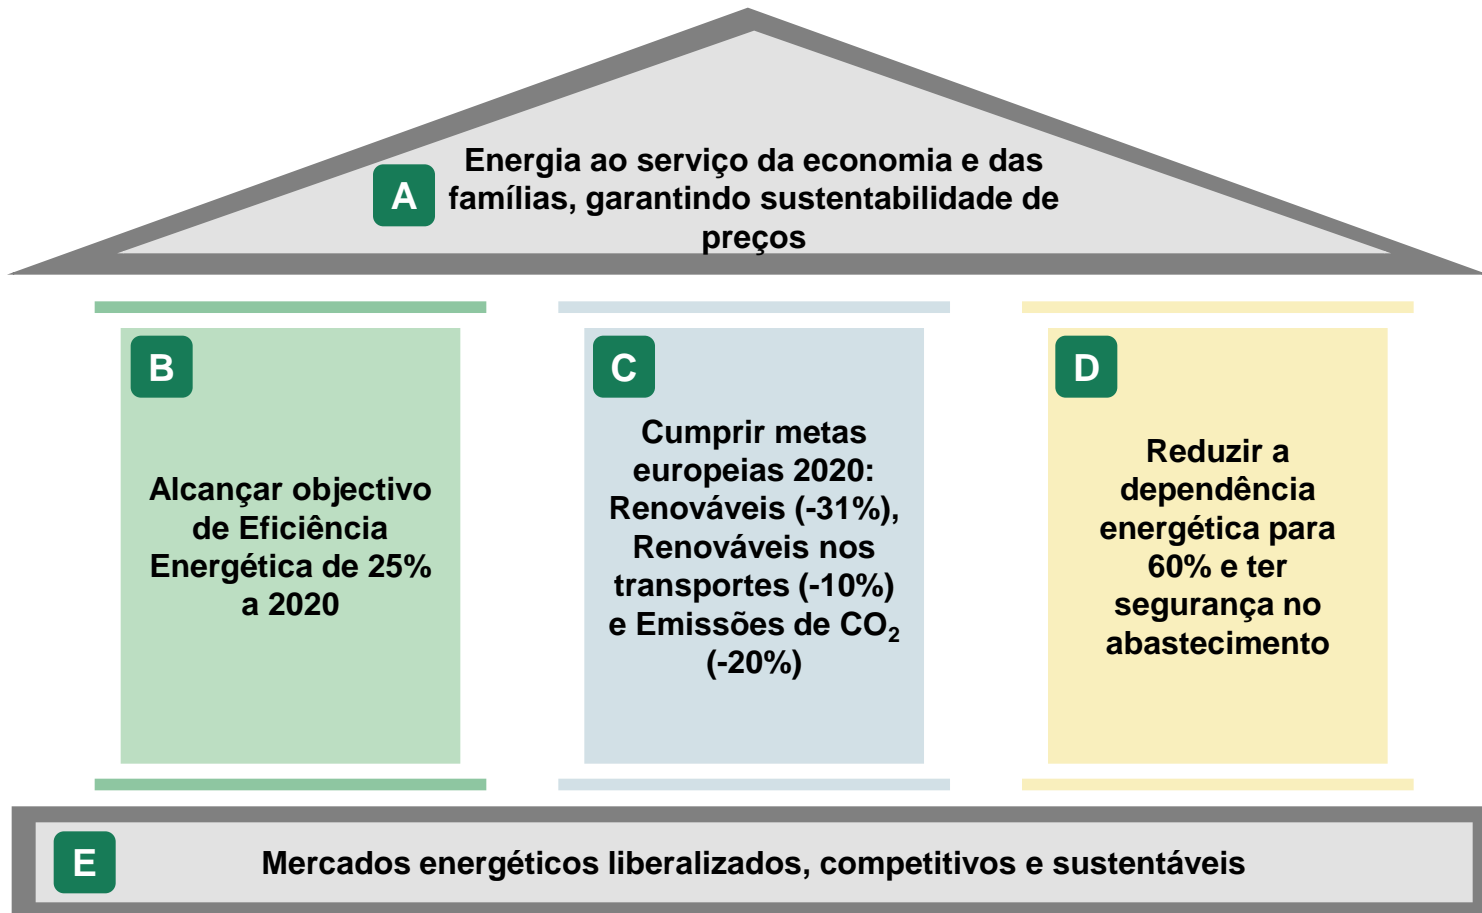 A
Energia ao serviço da economia e das
famílias, garantindo sustentabilidade de
preços
B
Alcançar objectivo
de Eficiência
Energética de 25%
a 2020
C
Cumprir metas
europeias 2020:
Renováveis (-31%),
Renováveis nos
transportes (-10%)
e Emissões de CO₂
(-20%)
D
Reduzir a
dependência
energética para
60% e ter
segurança no
abastecimento
E
Mercados energéticos liberalizados, competitivos e sustentáveis